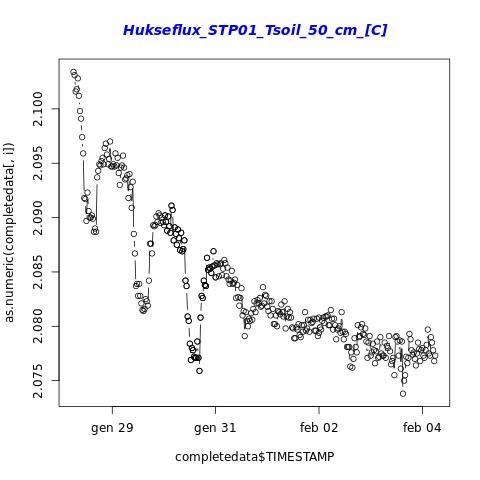 Hukseflux_STP01_Tsoil_50_cm_[C]
as.numeric(completedata[, i])
2.100
2.095
2.090
2.085
2.080
2.075
gen 29 gen 31 feb 02 feb 04
completedata$TIMESTAMP